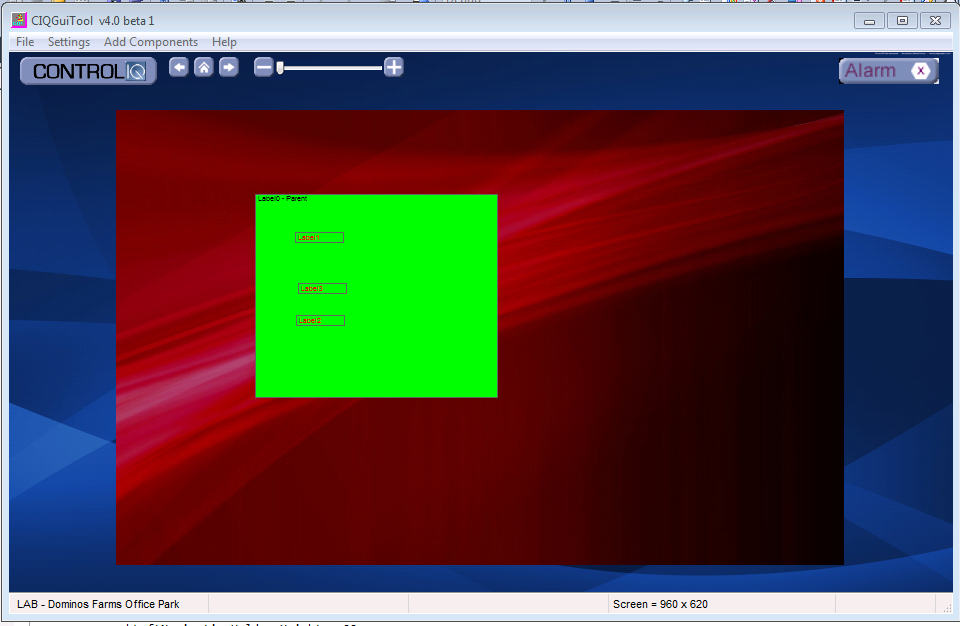 CIQGuiTool v4.0 beta 1
File Settings Add Components Help
CONTROLIQ
Alarm X
Label0 - Parent
Label1
Label3
Label2
LAB - Dominos Farms Office Park
Screen = 960 x 620